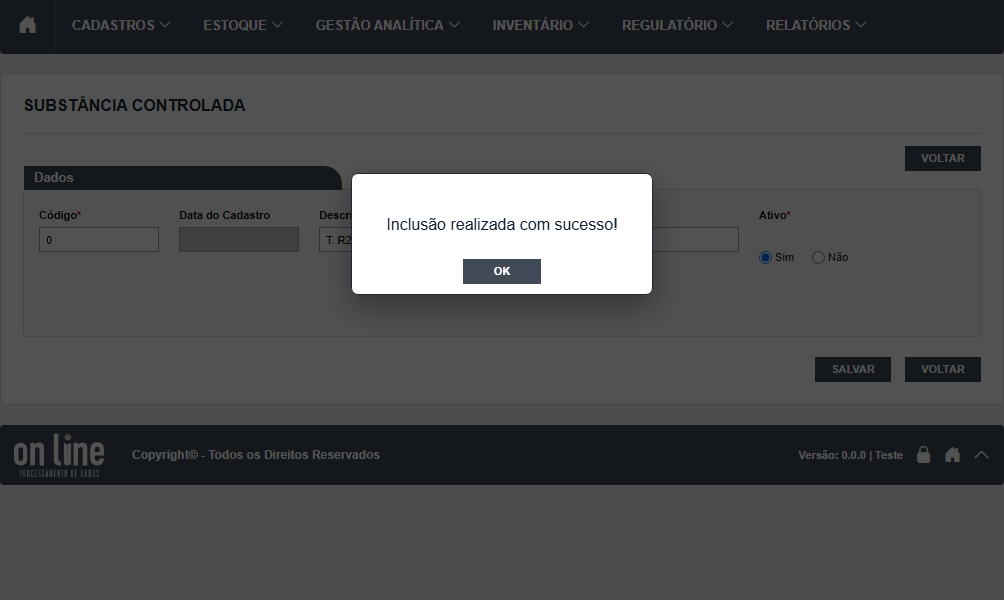 CADASTROS ESTOQUE GESTÃO ANALÍTICA INVENTÁRIO REGULATÓRIO RELATÓRIOS
SUBSTÂNCIA CONTROLADA
VOLTAR
Dados
Código* Data do Cadastro Descri Ativo*
0 T. R2 Sim Não
Inclusão realizada com sucesso!
OK
SALVAR VOLTAR
on line
PROCESSAMENTO DE DADOS
Copyright© - Todos os Direitos Reservados
Versão: 0.0.0 | Teste